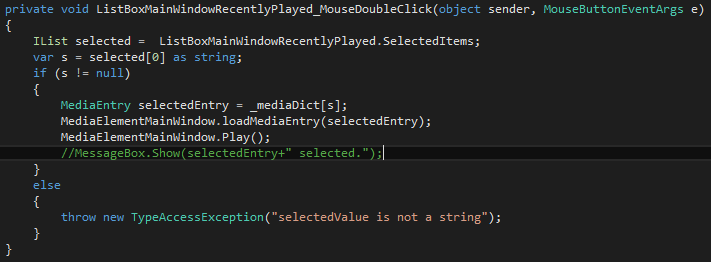 private void ListBoxMainWindowRecentlyPlayed_MouseDoubleClick(object sender, MouseButtonEventArgs e)
{
IList selected =  ListBoxMainWindowRecentlyPlayed.SelectedItems;
var s = selected[0] as string;
if (s != null)
{
MediaEntry selectedEntry = _mediaDict[s];
MediaElementMainWindow.loadMediaEntry(selectedEntry);
MediaElementMainWindow.Play();
//MessageBox.Show(selectedEntry+" selected.");
}
else
{
throw new TypeAccessException("selectedValue is not a string");
}
}